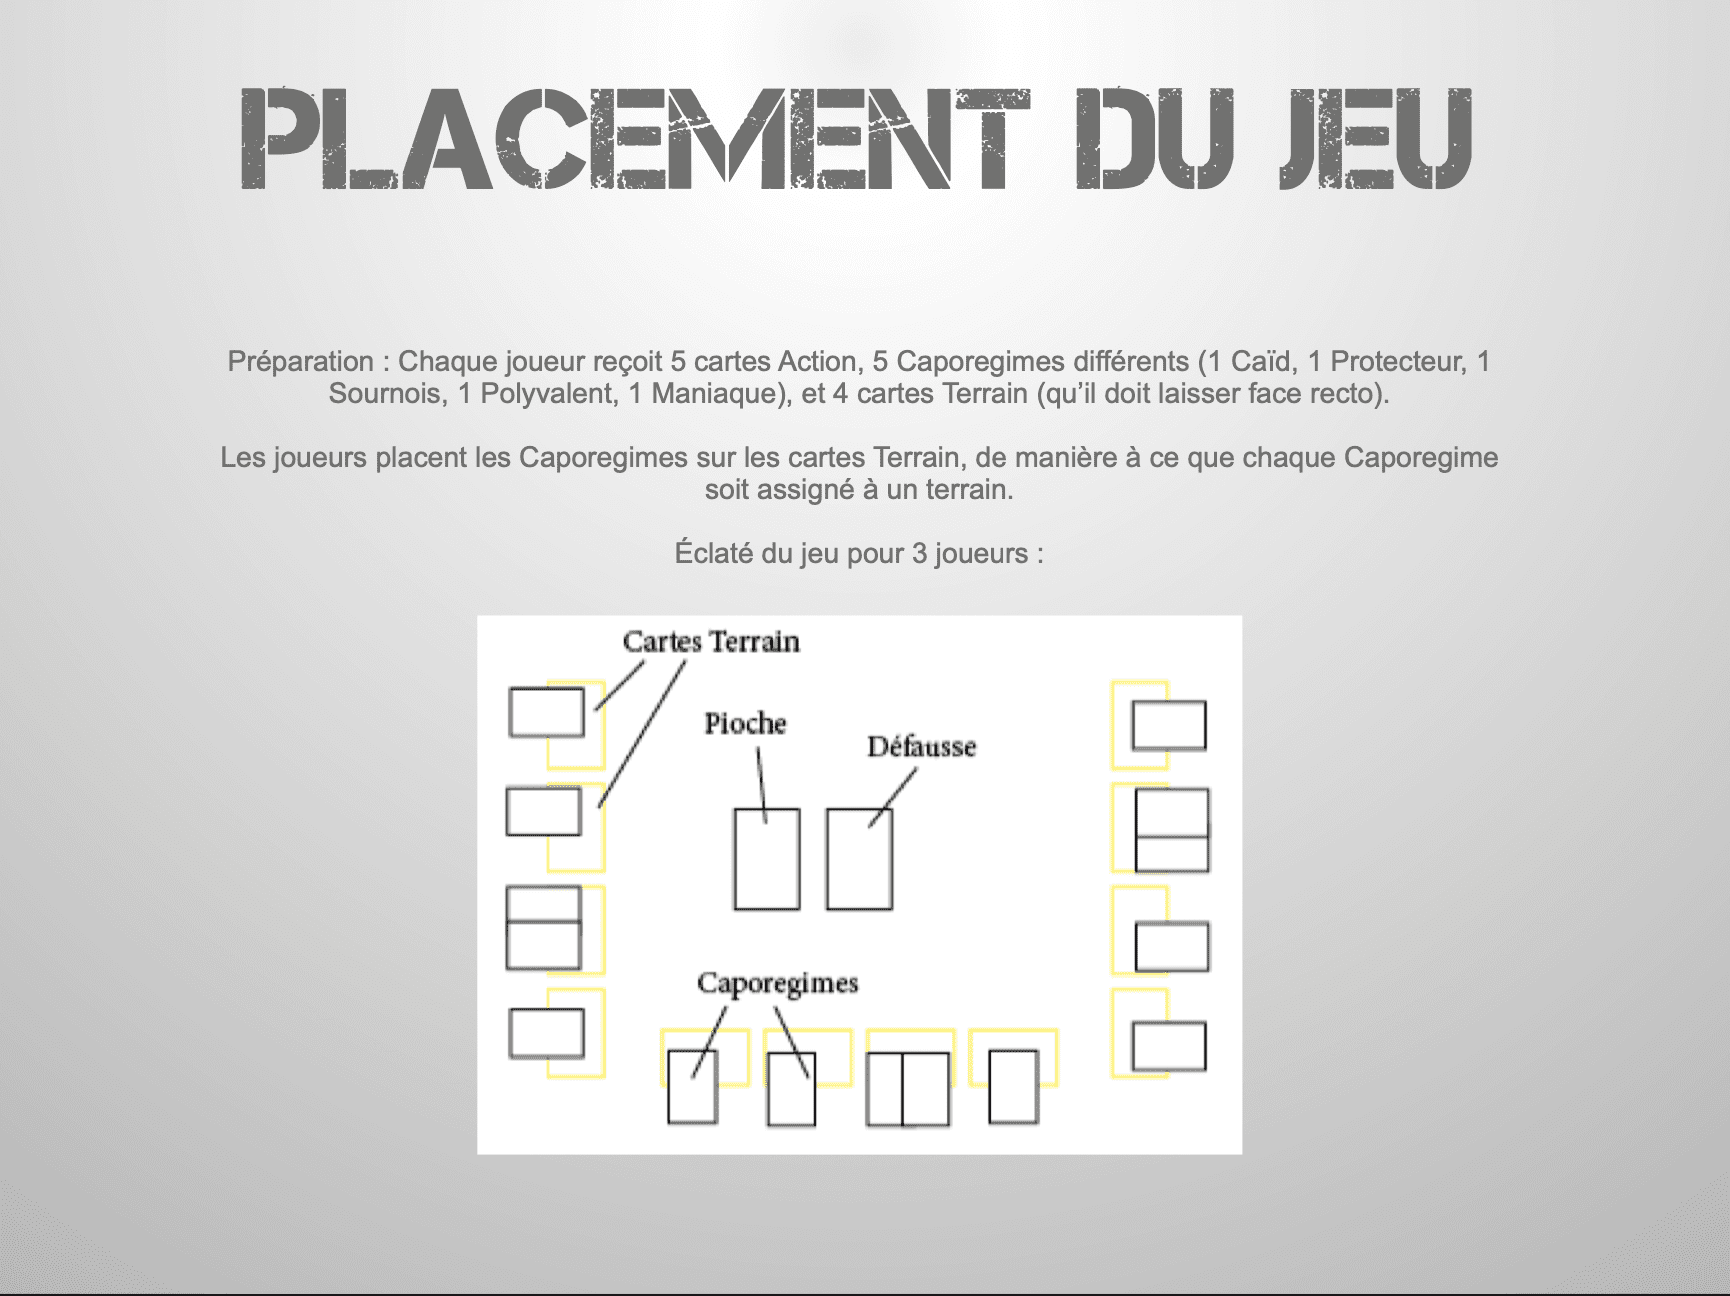 PLACEMENT DU JEU
Préparation : Chaque joueur reçoit 5 cartes Action, 5 Caporegimes différents (1 Caïd, 1 Protecteur, 1
Sournois, 1 Polyvalent, 1 Maniaque), et 4 cartes Terrain (qu’il doit laisser face recto).
Les joueurs placent les Caporegimes sur les cartes Terrain, de manière à ce que chaque Caporegime
soit assigné à un terrain.
Éclaté du jeu pour 3 joueurs :
Cartes Terrain
Pioche
Défausse
Caporegimes